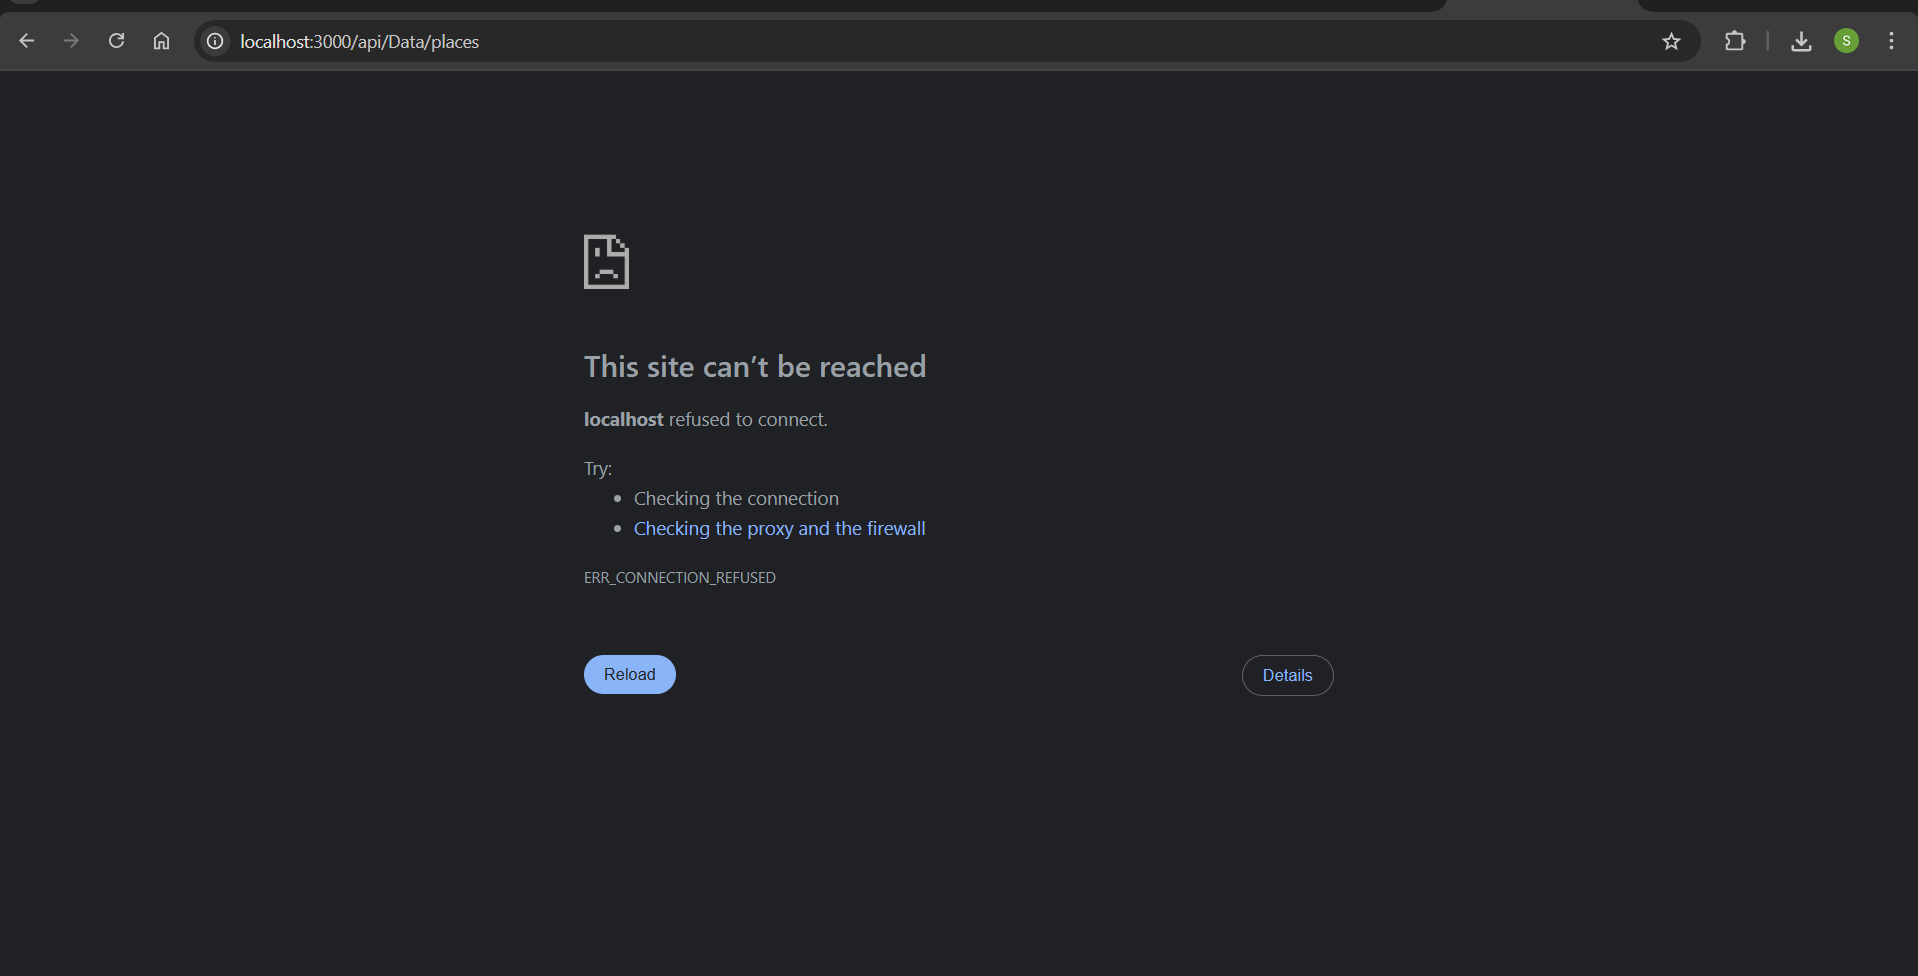 localhost:3000/api/Data/places
S
This site can’t be reached
localhost refused to connect.
Try:
• Checking the connection
• Checking the proxy and the firewall
ERR_CONNECTION_REFUSED
Reload
Details